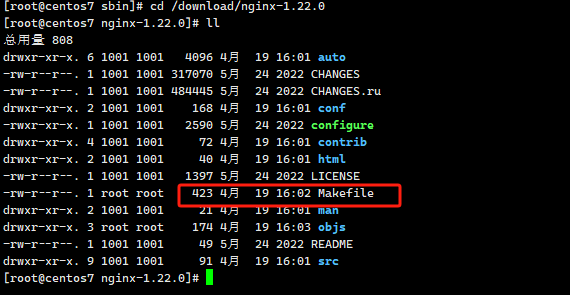 [root@centos7 sbin]# cd /download/nginx-1.22.0
[root@centos7 nginx-1.22.0]# ll
总用量 808
drwxr-xr-x. 6 1001 1001 4096 4月 19 16:01 auto
-rw-r--r--. 1 1001 1001 317070 5月 24 2022 CHANGES
-rw-r--r--. 1 1001 1001 484445 5月 24 2022 CHANGES.ru
drwxr-xr-x. 2 1001 1001 168 4月 19 16:01 conf
-rwxr-xr-x. 1 1001 1001 2590 5月 24 2022 configure
drwxr-xr-x. 4 1001 1001 72 4月 19 16:01 contrib
drwxr-xr-x. 2 1001 1001 40 4月 19 16:01 html
-rw-r--r--. 1 1001 1001 1397 5月 24 2022 LICENSE
-rw-r--r--. 1 root root 423 4月 19 16:02 Makefile
drwxr-xr-x. 2 1001 1001 21 4月 19 16:01 man
drwxr-xr-x. 3 root root 174 4月 19 16:03 objs
-rw-r--r--. 1 1001 1001 49 5月 24 2022 README
drwxr-xr-x. 9 1001 1001 91 4月 19 16:01 src
[root@centos7 nginx-1.22.0]#